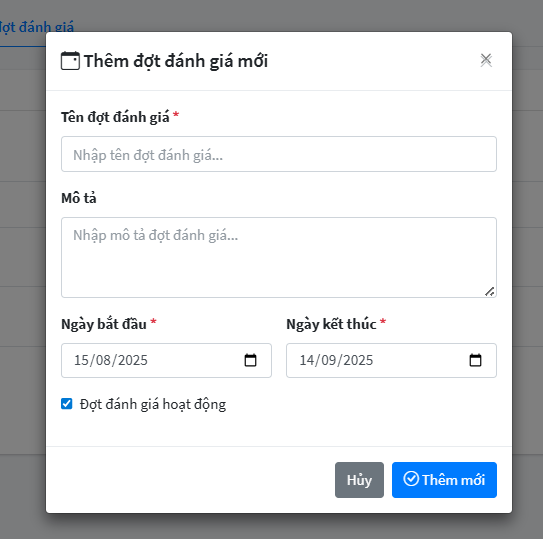 đợt đánh giá
Thêm đợt đánh giá mới
Tên đợt đánh giá *
Nhập tên đợt đánh giá...
Mô tả
Nhập mô tả đợt đánh giá...
Ngày bắt đầu * Ngày kết thúc *
15/08/2025 14/09/2025
Đợt đánh giá hoạt động
Hủy Thêm mới